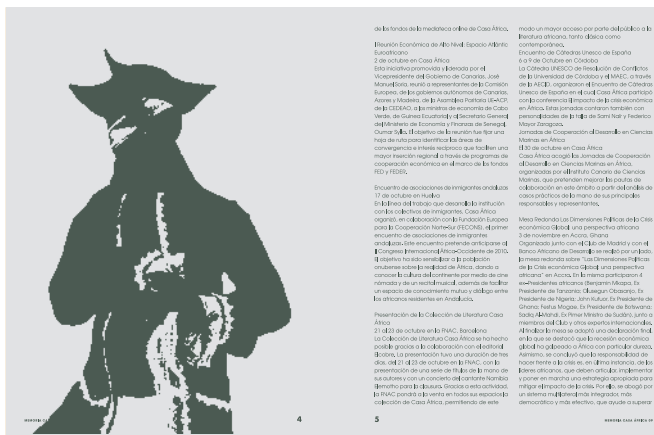 MEMORIA CA
4
de los fondos de la mediateca online de Casa África.
I Reunión Económica de Alto Nivel: Espacio Atlántic
Euroafricano
2 de octubre en Casa África
Esta iniciativa promovida y liderada por el
Vicepresidente del Gobierno de Canarias, José
Manuel Soria, reunió a representantes de la Comisión
Europea, de los gobiernos autónomos de Canarias,
Azores y Madeira, de la Asamblea Paritaria UE-ACP,
de la CEDEAO, a los ministros de economía de Cabo
Verde, de Guinea Ecuatorial y al Secretario General
del Ministerio de Economía y Finanzas de Senegal,
Oumar Sylla. El objetivo de la reunión fue fijar una
hoja de ruta para identificar las áreas de
convergencia e interés recíproco que faciliten una
mayor inserción regional a través de programas de
cooperación económica en el marco de los fondos
FED y FEDER.
Encuentro de asociaciones de inmigrantes andaluzas
17 de octubre en Huelva
En la línea del trabajo que desarrolla la institución
con los colectivos de inmigrantes, Casa África
organizó, en colaboración con la Fundación Europea
para la Cooperación Norte-Sur (FECONS), el primer
encuentro de asociaciones de inmigrantes
andaluzas. Este encuentro pretende anticiparse al
I Congreso Internacional África-Occidente de 2010.
El objetivo ha sido sensibilizar a la población
onubense sobre la realidad de África, dando a
conocer la cultura del continente por medio de cine
nómada y de un recital musical, además de facilitar
un espacio de conocimiento mutuo y diálogo entre
los africanos residentes en Andalucía.
Presentación de la Colección de Literatura Casa
África
21 al 23 de octubre en la FNAC, Barcelona
La Colección de Literatura Casa África se ha hecho
posible gracias a la colaboración con el editorial
Elcobre. La presentación tuvo una duración de tres
días, del 21 al 23 de octubre en la FNAC, con la
presentación de una serie de títulos de la mano de
sus autores y con un concierto del cantante Namibia
Elemotho para la clausura. Gracias a esta actividad,
la FNAC pondrá a la venta en todos sus espacios la
colección de Casa África, permitiendo de este
5
modo un mayor acceso por parte del público a la
literatura africana, tanto clásica como
contemporánea.
Encuentro de Cátedras Unesco de España
6 a 9 de Octubre en Córdoba
La Cátedra UNESCO de Resolución de Conflictos
de la Universidad de Córdoba y el MAEC, a través
de la AECID, organizaron el Encuentro de Cátedras
Unesco de España en el cual Casa África participó
con la conferencia El impacto de la crisis económica
en África. Estas jornadas contaron también con
personalidades de la talla de Sami Naïr y Federico
Mayor Zaragoza.
Jornadas de Cooperación al Desarrollo en Ciencias
Marinas en África
El 30 de octubre en Casa África
Casa África acogió las Jornadas de Cooperación
al Desarrollo en Ciencias Marinas en África,
organizadas por el Instituto Canario de Ciencias
Marinas, que pretenden mejorar las pautas de
colaboración en este ámbito a partir del análisis de
casos prácticos de la mano de sus principales
responsables y representantes.
Mesa Redonda Las Dimensiones Políticas de la Crisis
económica Global: una perspectiva africana
3 de noviembre en Accra, Ghana
Organizado junto con el Club de Madrid y con el
Banco Africano de Desarrollo se realizó por un lado,
la mesa redonda sobre "Las Dimensiones Políticas
de la Crisis económica Global: una perspectiva
africana" en Accra. En la misma participaron 4
ex-Presidentes africanos (Benjamin Mkapa, Ex
Presidente de Tanzania; Olusegun Obasanjo, Ex
Presidente de Nigeria; John Kufuor, Ex Presidente de
Ghana; Festus Mogae, Ex Presidente de Botswana;
Sadiq Al-Mahdi, Ex Primer Ministro de Sudán), junto a
miembros del Club y otros expertos internacionales.
Al finalizar la mesa se adoptó una declaración final,
en la que se destacó que la recesión económica
global ha golpeado a África con particular dureza.
Asimismo, se concluyó que la responsabilidad de
hacer frente a la crisis es, en última instancia, de los
líderes africanos, que deben articular, implementar
y poner en marcha una estrategia apropiada para
mitigar el impacto de la crisis. Por ello, se abogó por
un sistema multilateral más integrado, más
democrático y más efectivo, que ayude a superar
MEMORIA CASA ÁFRICA 09